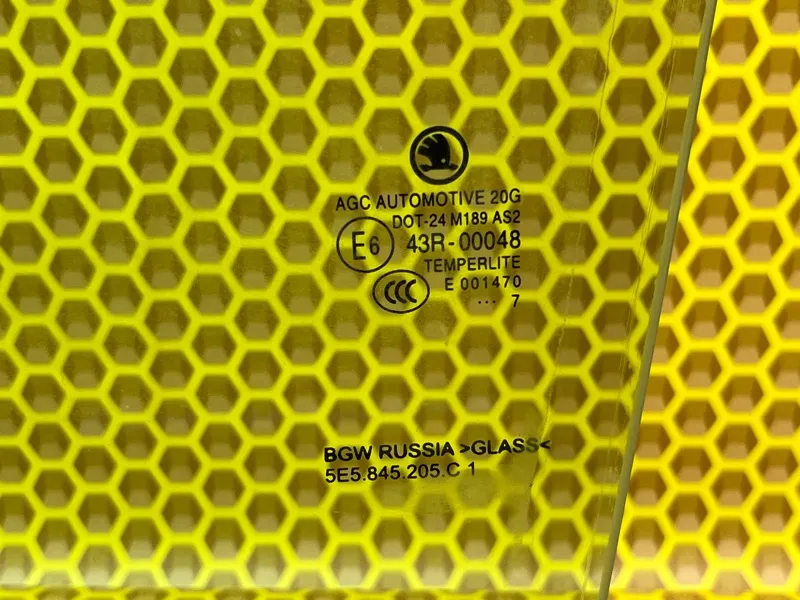 AGC AUTOMOTIVE 20G
DOT-24 M189 AS2
E6 43R-00048
TEMPERLITE
CCC E 001470
... 7
BGW RUSSIA >GLASS<
5E5.845.205.C 1